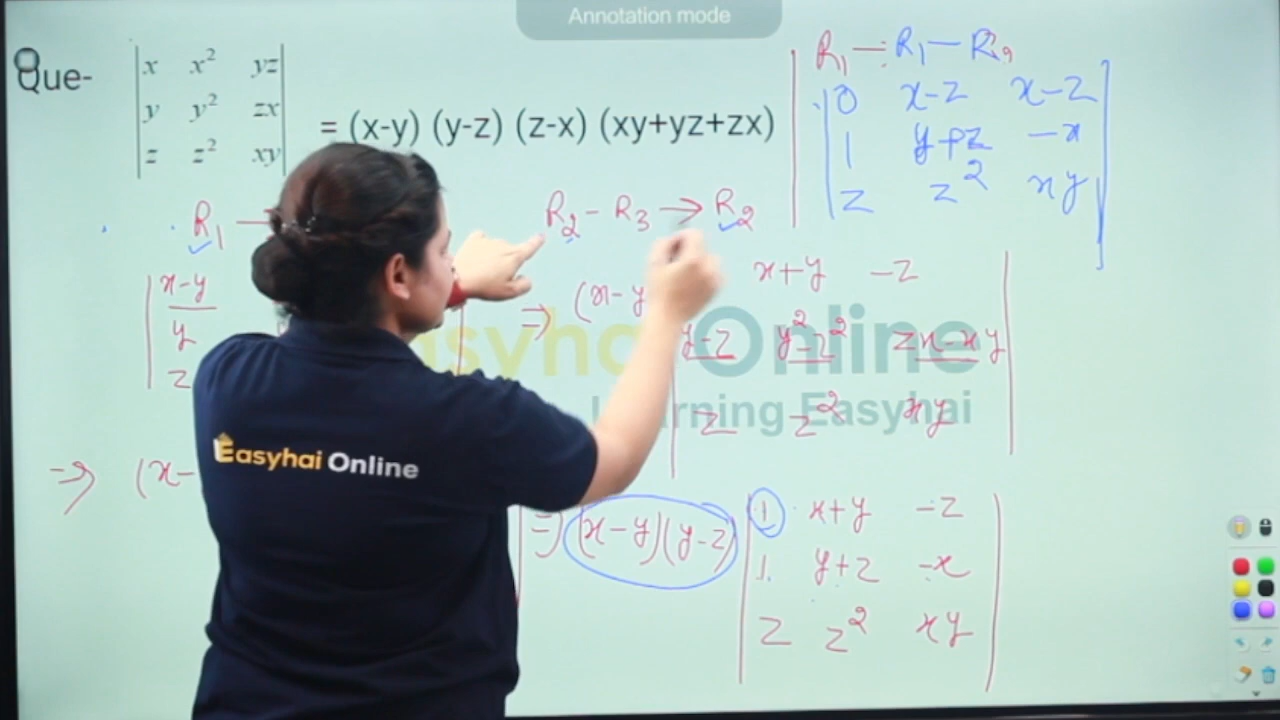 Annotation mode
Que-
x x² yz
y y² zx
z z² xy
= (x-y) (y-z) (z-x) (xy+yz+zx)
R₁ → R₁ — R₂
0 x-z x-z
1 y+z -x
z z² xy
R₁ →
R₂ - R₃ → R₂
x-y
y
z
⇒ (x-y
x+y -z
y-z y²-z² zx-xy
z z² xy
Online
Learning Easyhai
Easyhai Online
⇒ (x-
⇒ (x-y)(y-z)
1 x+y -z
1 y+z -x
z z² xy